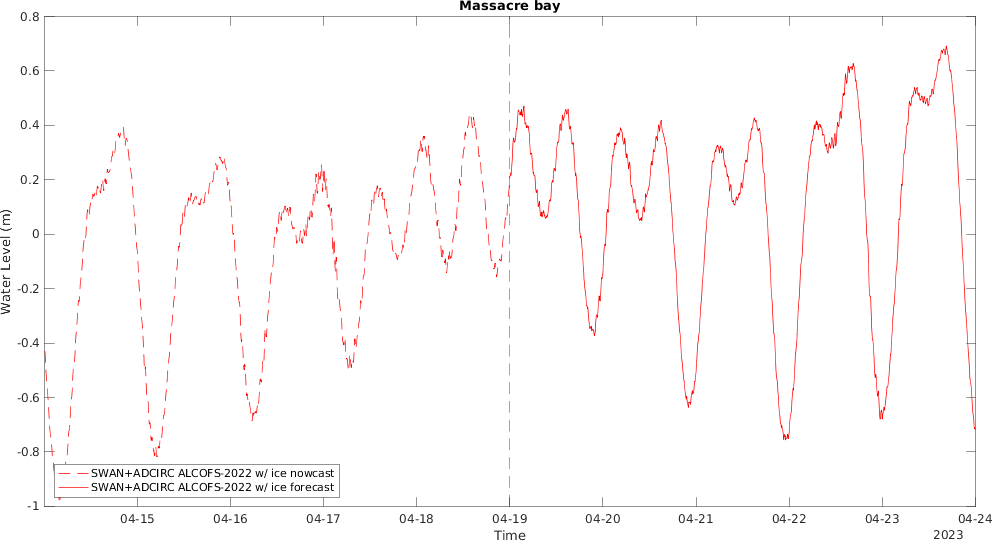 Massacre bay
0.8
0.6
0.4
0.2
0
-0.2
-0.4
-0.6
-0.8
-1
Water Level (m)
SWAN+ADCIRC ALCOFS-2022 w/ ice nowcast
SWAN+ADCIRC ALCOFS-2022 w/ ice forecast
04-15 04-16 04-17 04-18 04-19 04-20 04-21 04-22 04-23 04-24
Time
2023